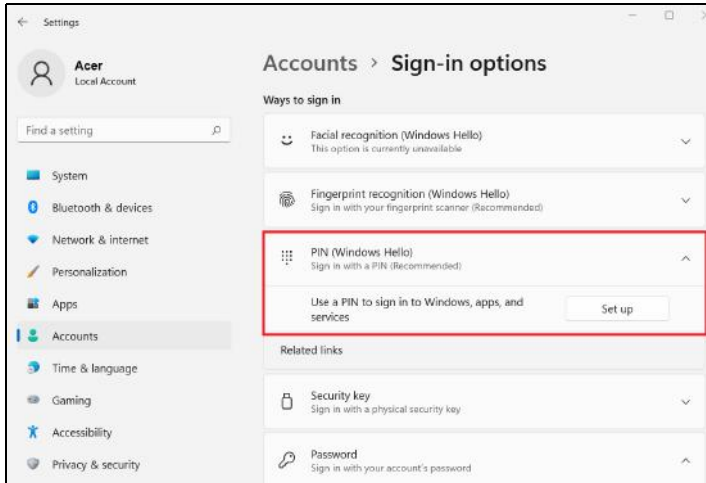 Settings
Acer
Local Account
Find a setting
System
Bluetooth & devices
Network & internet
Personalization
Apps
Accounts
Time & language
Gaming
Accessibility
Privacy & security
Accounts > Sign-in options
Ways to sign in
Facial recognition (Windows Hello)
This option is currently unavailable
Fingerprint recognition (Windows Hello)
Sign in with your fingerprint scanner (Recommended)
PIN (Windows Hello)
Sign in with a PIN (Recommended)
Use a PIN to sign in to Windows, apps, and
services
Set up
Related links
Security key
Sign in with a physical security key
Password
Sign in with your account's password